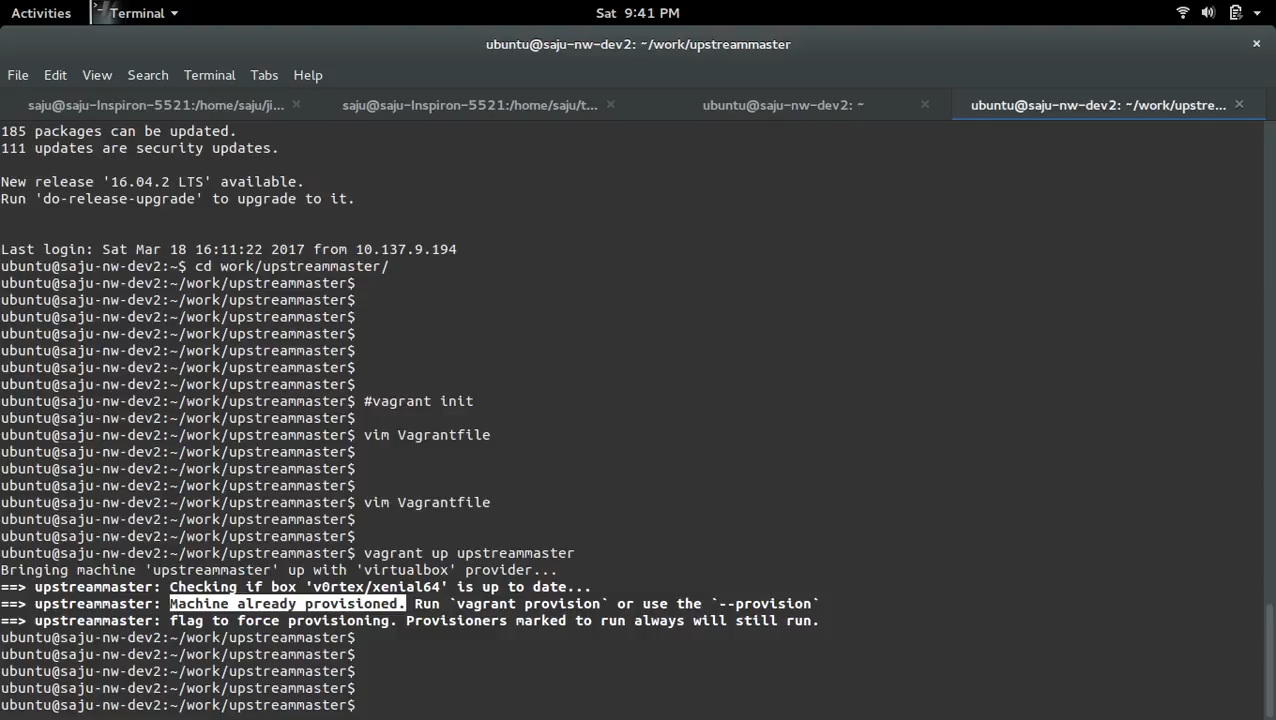 Activities Terminal Sat 9:41 PM
ubuntu@saju-nw-dev2: ~/work/upstreammaster ×
File Edit View Search Terminal Tabs Help
saju@saju-Inspiron-5521:/home/saju/ji... × saju@saju-Inspiron-5521:/home/saju/t... × ubuntu@saju-nw-dev2: ~ × ubuntu@saju-nw-dev2: ~/work/upstre... ×
185 packages can be updated.
111 updates are security updates.
New release '16.04.2 LTS' available.
Run 'do-release-upgrade' to upgrade to it.
Last login: Sat Mar 18 16:11:22 2017 from 10.137.9.194
ubuntu@saju-nw-dev2:~$ cd work/upstreammaster/
ubuntu@saju-nw-dev2:~/work/upstreammaster$
ubuntu@saju-nw-dev2:~/work/upstreammaster$
ubuntu@saju-nw-dev2:~/work/upstreammaster$
ubuntu@saju-nw-dev2:~/work/upstreammaster$
ubuntu@saju-nw-dev2:~/work/upstreammaster$
ubuntu@saju-nw-dev2:~/work/upstreammaster$
ubuntu@saju-nw-dev2:~/work/upstreammaster$
ubuntu@saju-nw-dev2:~/work/upstreammaster$ #vagrant init
ubuntu@saju-nw-dev2:~/work/upstreammaster$
ubuntu@saju-nw-dev2:~/work/upstreammaster$ vim Vagrantfile
ubuntu@saju-nw-dev2:~/work/upstreammaster$
ubuntu@saju-nw-dev2:~/work/upstreammaster$
ubuntu@saju-nw-dev2:~/work/upstreammaster$
ubuntu@saju-nw-dev2:~/work/upstreammaster$ vim Vagrantfile
ubuntu@saju-nw-dev2:~/work/upstreammaster$
ubuntu@saju-nw-dev2:~/work/upstreammaster$
ubuntu@saju-nw-dev2:~/work/upstreammaster$ vagrant up upstreammaster
Bringing machine 'upstreammaster' up with 'virtualbox' provider...
==> upstreammaster: Checking if box 'v0rtex/xenial64' is up to date...
==> upstreammaster: Machine already provisioned. Run `vagrant provision` or use the `--provision`
==> upstreammaster: flag to force provisioning. Provisioners marked to run always will still run.
ubuntu@saju-nw-dev2:~/work/upstreammaster$
ubuntu@saju-nw-dev2:~/work/upstreammaster$
ubuntu@saju-nw-dev2:~/work/upstreammaster$
ubuntu@saju-nw-dev2:~/work/upstreammaster$
ubuntu@saju-nw-dev2:~/work/upstreammaster$